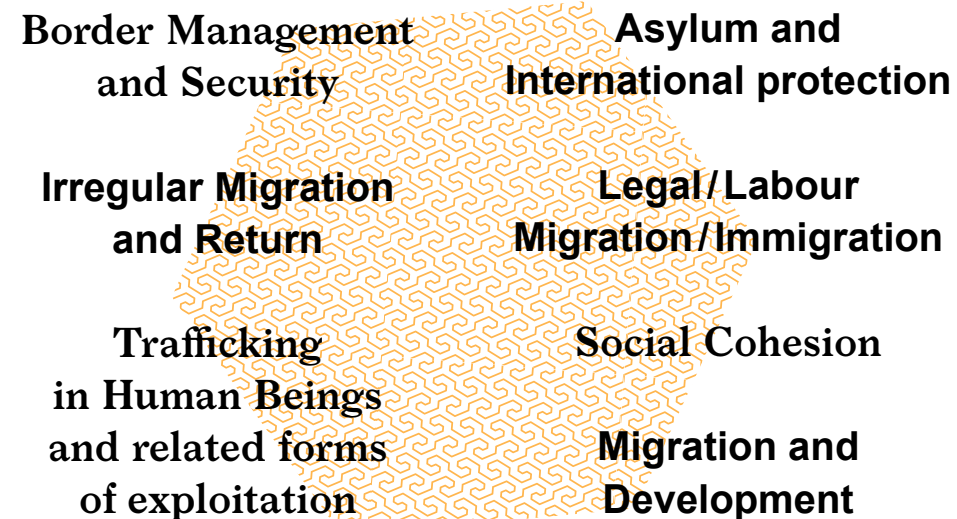 Border Management
and Security
Asylum and
International protection
Irregular Migration
and Return
Legal/Labour
Migration/Immigration
Trafficking
in Human Beings
and related forms
of exploitation
Social Cohesion
Migration and
Development